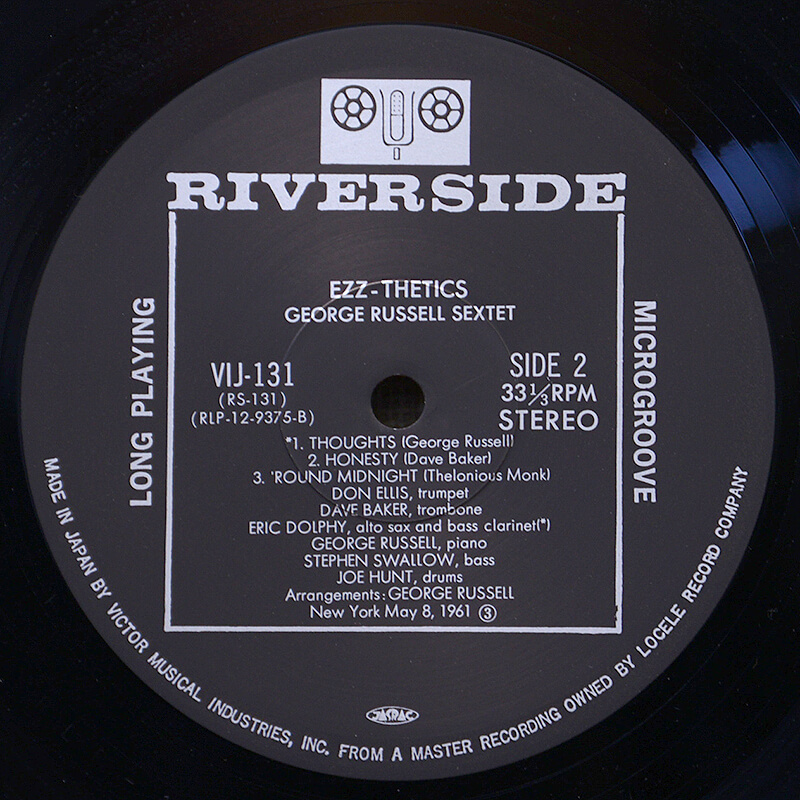 RIVERSIDE
EZZ-THETICS
GEORGE RUSSELL SEXTET
LONG PLAYING
MICROGROOVE
VIJ-131
(RS-131)
(RLP-12-9375-B)
SIDE 2
33 1/3 RPM
STEREO
*1. THOUGHTS (George Russell)
2. HONESTY (Dave Baker)
3. 'ROUND MIDNIGHT (Thelonious Monk)
DON ELLIS, trumpet
DAVE BAKER, trombone
ERIC DOLPHY, alto sax and bass clarinet(*)
GEORGE RUSSELL, piano
STEPHEN SWALLOW, bass
JOE HUNT, drums
Arrangements: GEORGE RUSSELL
New York May 8, 1961 ③
JASRAC
MADE IN JAPAN BY VICTOR MUSICAL INDUSTRIES, INC. FROM A MASTER RECORDING OWNED BY LOCELE RECORD COMPANY